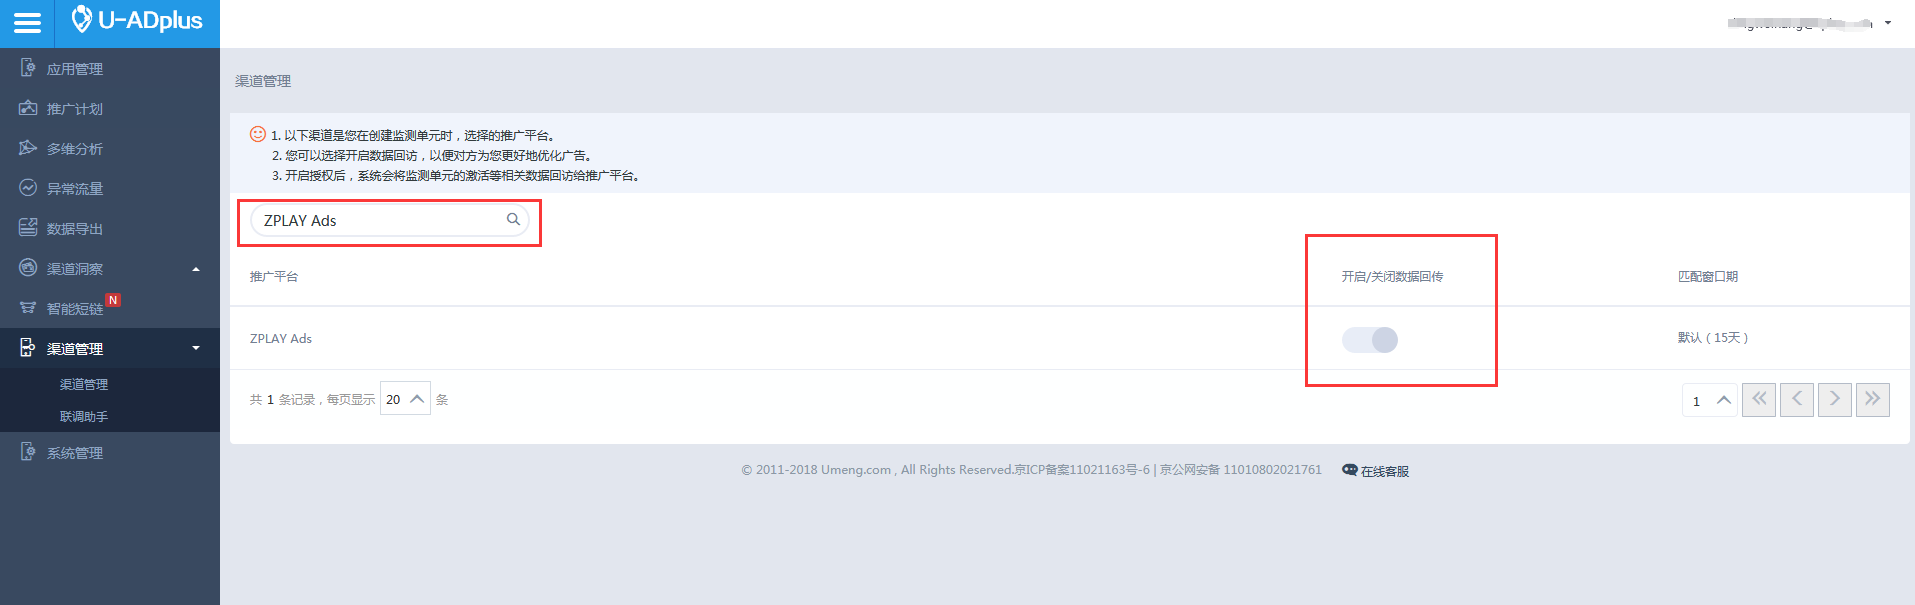 U-ADplus
应用管理
推广计划
多维分析
异常流量
数据导出
渠道洞察
智能短链 N
渠道管理
渠道管理
联调助手
系统管理
渠道管理
1. 以下渠道是您在创建监测单元时，选择的推广平台。
2. 您可以选择开启数据回访，以便对方为您更好地优化广告。
3. 开启授权后，系统会将监测单元的激活等相关数据回访给推广平台。
ZPLAY Ads
推广平台 开启/关闭数据回传 匹配窗口期
ZPLAY Ads 默认（15天）
共 1 条记录，每页显示 20 条 1
© 2011-2018 Umeng.com , All Rights Reserved.京ICP备案11021163号-6 | 京公网安备 11010802021761 在线客服